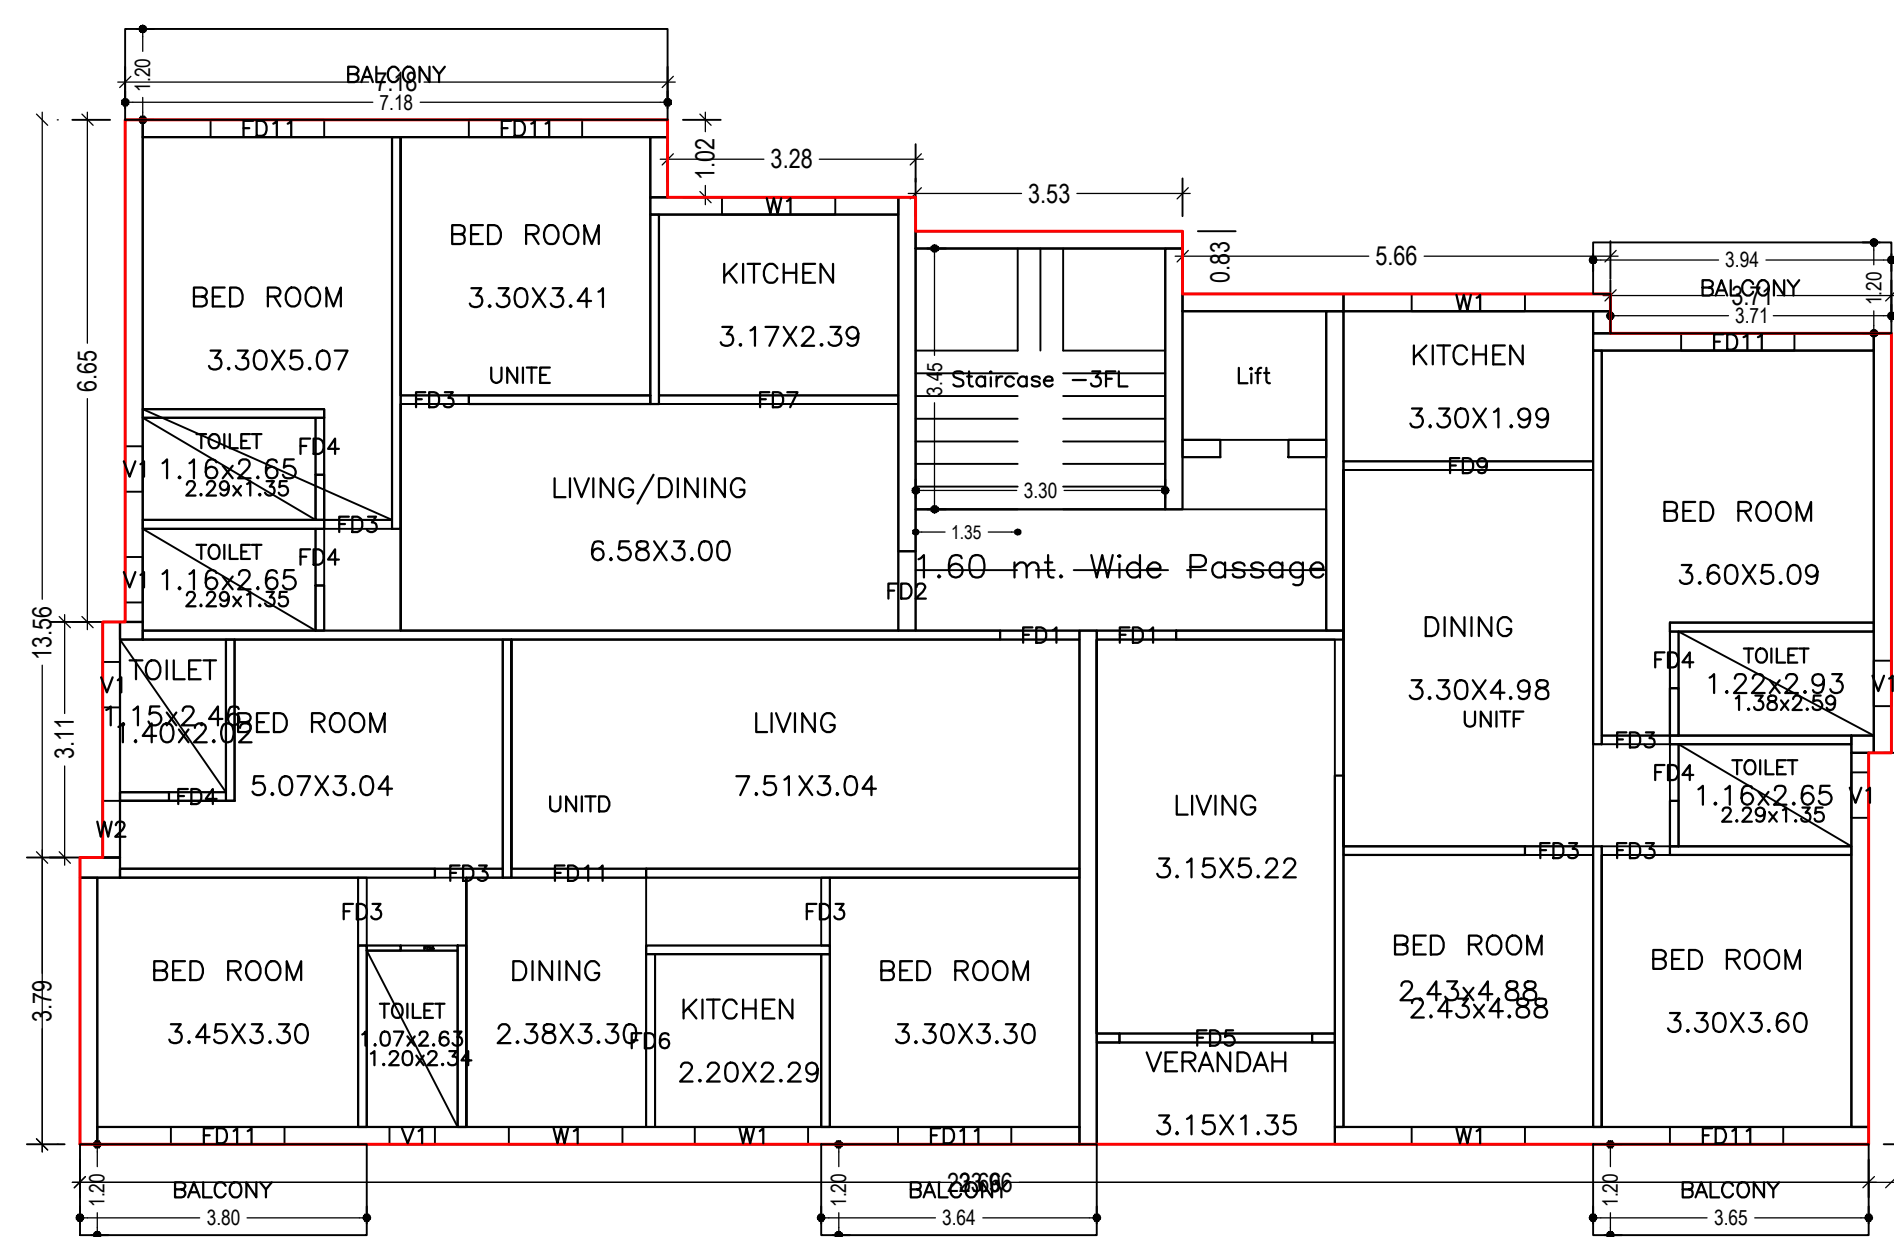 BALCONY
1.20
7.18
7.18
FD11
FD11
1.02
3.28
3.53
0.83
5.66
3.94
BALCONY
3.71
3.71
1.20
W1
W1
FD11
BED ROOM
3.30X5.07
BED ROOM
3.30X3.41
UNITE
KITCHEN
3.17X2.39
FD3
FD7
3.45
Staircase -3FL
Lift
KITCHEN
3.30X1.99
FD9
6.65
13.56
TOILET
1.16x2.65
2.29x1.35
V1
FD4
FD3
TOILET
1.16x2.65
2.29x1.35
V1
FD4
LIVING/DINING
6.58X3.00
3.30
1.35
1.60 mt. Wide Passage
FD2
FD1
FD1
BED ROOM
3.60X5.09
DINING
3.30X4.98
UNITF
FD4
TOILET
1.22x2.93
1.38x2.59
V1
FD3
FD4
TOILET
1.16x2.65
2.29x1.35
V1
FD3
FD3
3.11
TOILET
V1
1.15x2.46
1.40x2.02
FD4
W2
BED ROOM
5.07X3.04
LIVING
7.51X3.04
UNITD
LIVING
3.15X5.22
FD3
FD11
FD3
FD3
3.79
BED ROOM
3.45X3.30
TOILET
1.07x2.63
1.20x2.34
DINING
2.38X3.30
FD6
KITCHEN
2.20X2.29
BED ROOM
3.30X3.30
FD5
VERANDAH
3.15X1.35
BED ROOM
2.43x4.88
2.43x4.88
BED ROOM
3.30X3.60
FD11
V1
W1
W1
FD11
W1
FD11
1.20
BALCONY
3.80
1.20
BALCONY
3.64
1.20
BALCONY
3.65